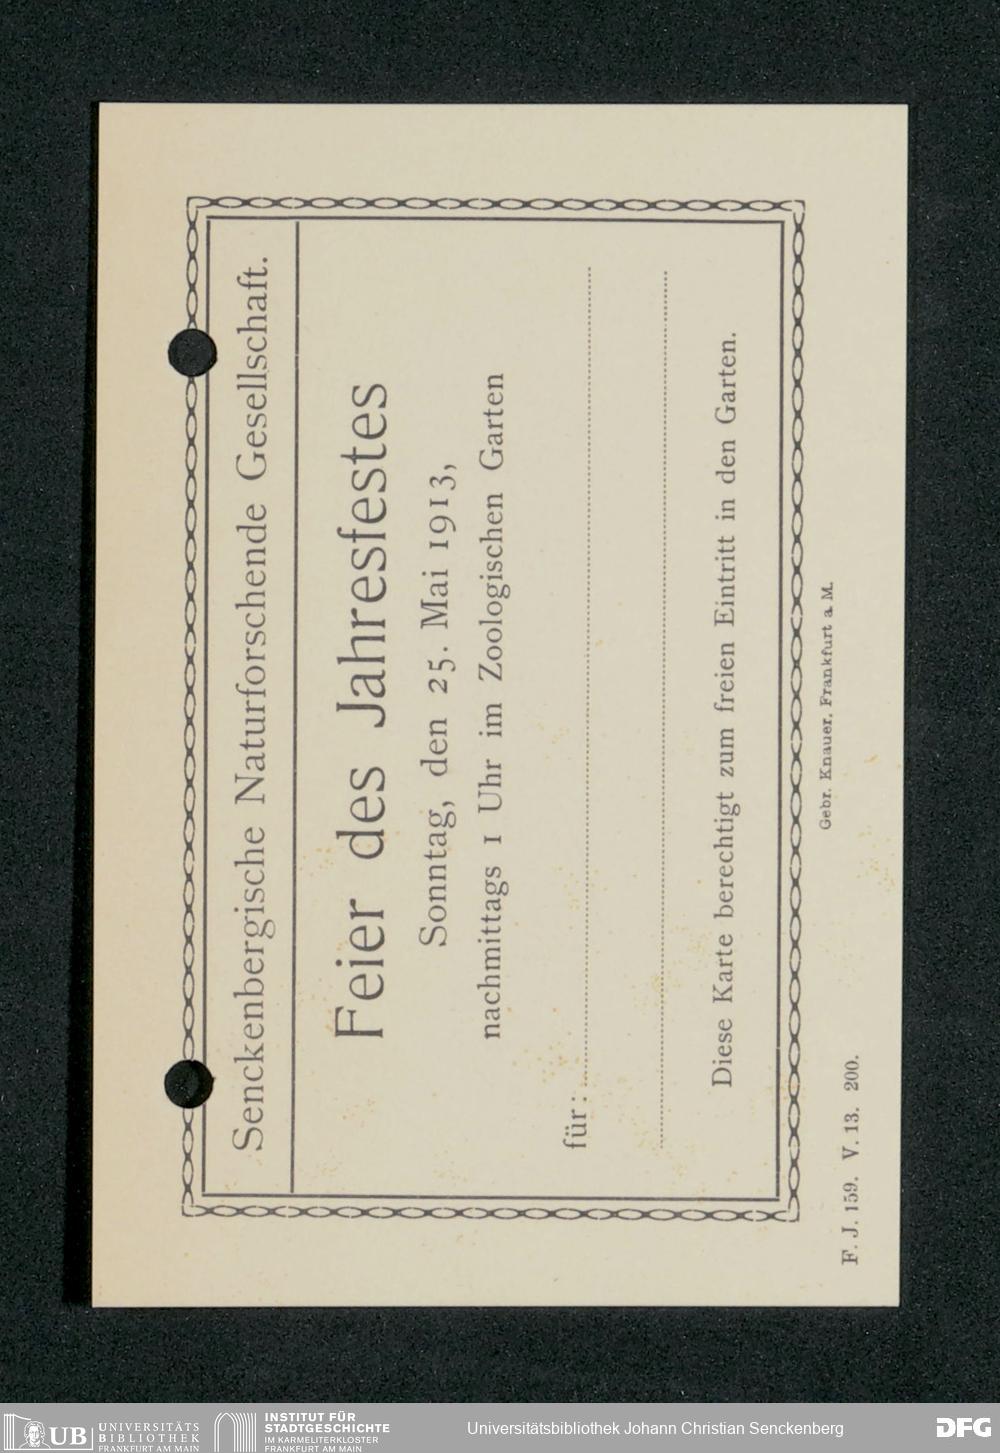 Senckenbergische Naturforschende Gesellschaft.
Feier des Jahresfestes
Sonntag, den 25. Mai 1913,
nachmittags 1 Uhr im Zoologischen Garten
für:
Diese Karte berechtigt zum freien Eintritt in den Garten.
Gebr. Knauer, Frankfurt a. M.
F. J. 159. V. 13. 200.
UB UNIVERSITÄTS
BIBLIOTHEK
FRANKFURT AM MAIN
INSTITUT FÜR
STADTGESCHICHTE
IM KARMELITERKLOSTER
FRANKFURT AM MAIN
Universitätsbibliothek Johann Christian Senckenberg
DFG